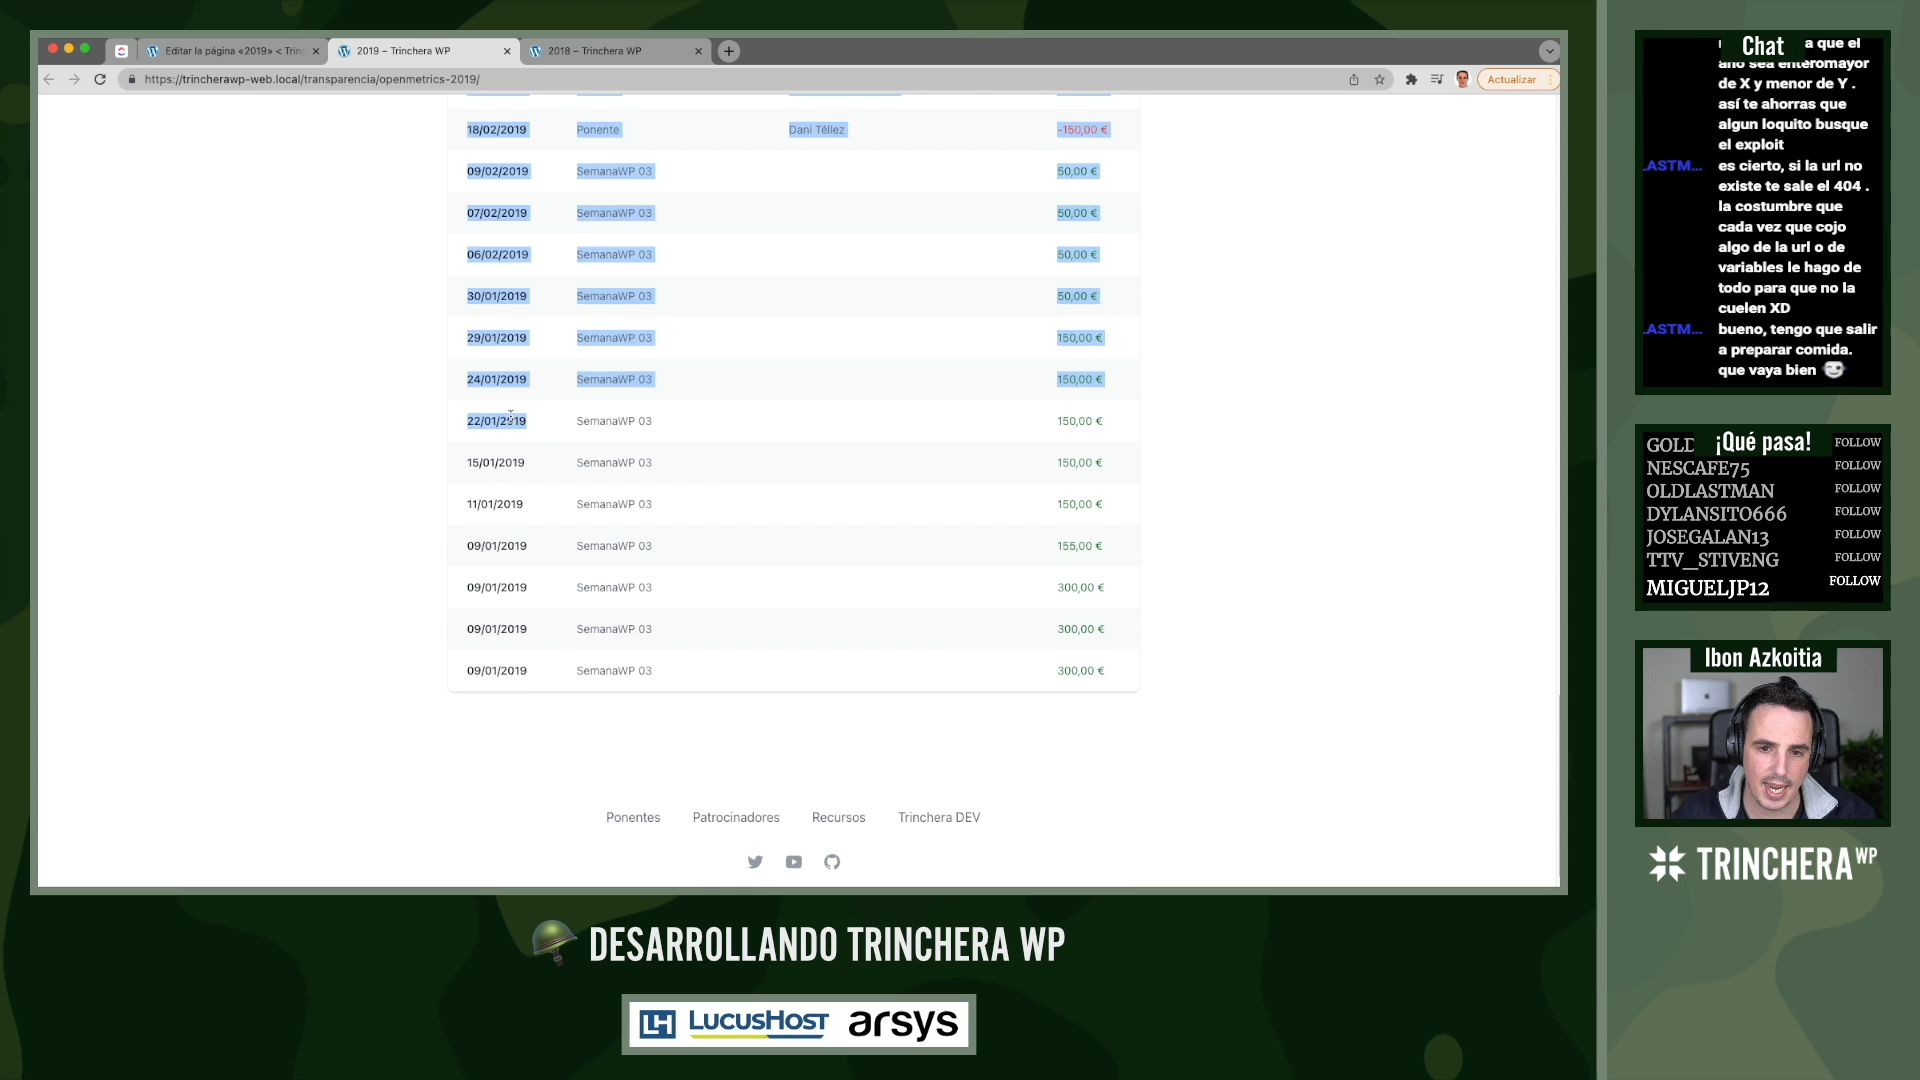 Editar la página «2019» < Trin
2019 – Trinchera WP
2018 – Trinchera WP
https://trincherawp-web.local/transparencia/openmetrics-2019/
Actualizar
18/02/2019 Ponente Dani Téllez -150,00 €
09/02/2019 SemanaWP 03 50,00 €
07/02/2019 SemanaWP 03 50,00 €
06/02/2019 SemanaWP 03 50,00 €
30/01/2019 SemanaWP 03 50,00 €
29/01/2019 SemanaWP 03 150,00 €
24/01/2019 SemanaWP 03 150,00 €
22/01/2019 SemanaWP 03 150,00 €
15/01/2019 SemanaWP 03 150,00 €
11/01/2019 SemanaWP 03 150,00 €
09/01/2019 SemanaWP 03 155,00 €
09/01/2019 SemanaWP 03 300,00 €
09/01/2019 SemanaWP 03 300,00 €
09/01/2019 SemanaWP 03 300,00 €
Ponentes Patrocinadores Recursos Trinchera DEV
DESARROLLANDO TRINCHERA WP
LH LucusHost arsys
Chat
a que el
año sea enteromayor
de X y menor de Y .
así te ahorras que
algun loquito busque
el exploit
LASTM... es cierto, si la url no
existe te sale el 404 .
la costumbre que
cada vez que cojo
algo de la url o de
variables le hago de
todo para que no la
cuelen XD
LASTM... bueno, tengo que salir
a preparar comida.
que vaya bien
¡Qué pasa!
GOLD FOLLOW
NESCAFE75 FOLLOW
OLDLASTMAN FOLLOW
DYLANSITO666 FOLLOW
JOSEGALAN13 FOLLOW
TTV_STIVENG FOLLOW
MIGUELJP12 FOLLOW
Ibon Azkoitia
TRINCHERA WP